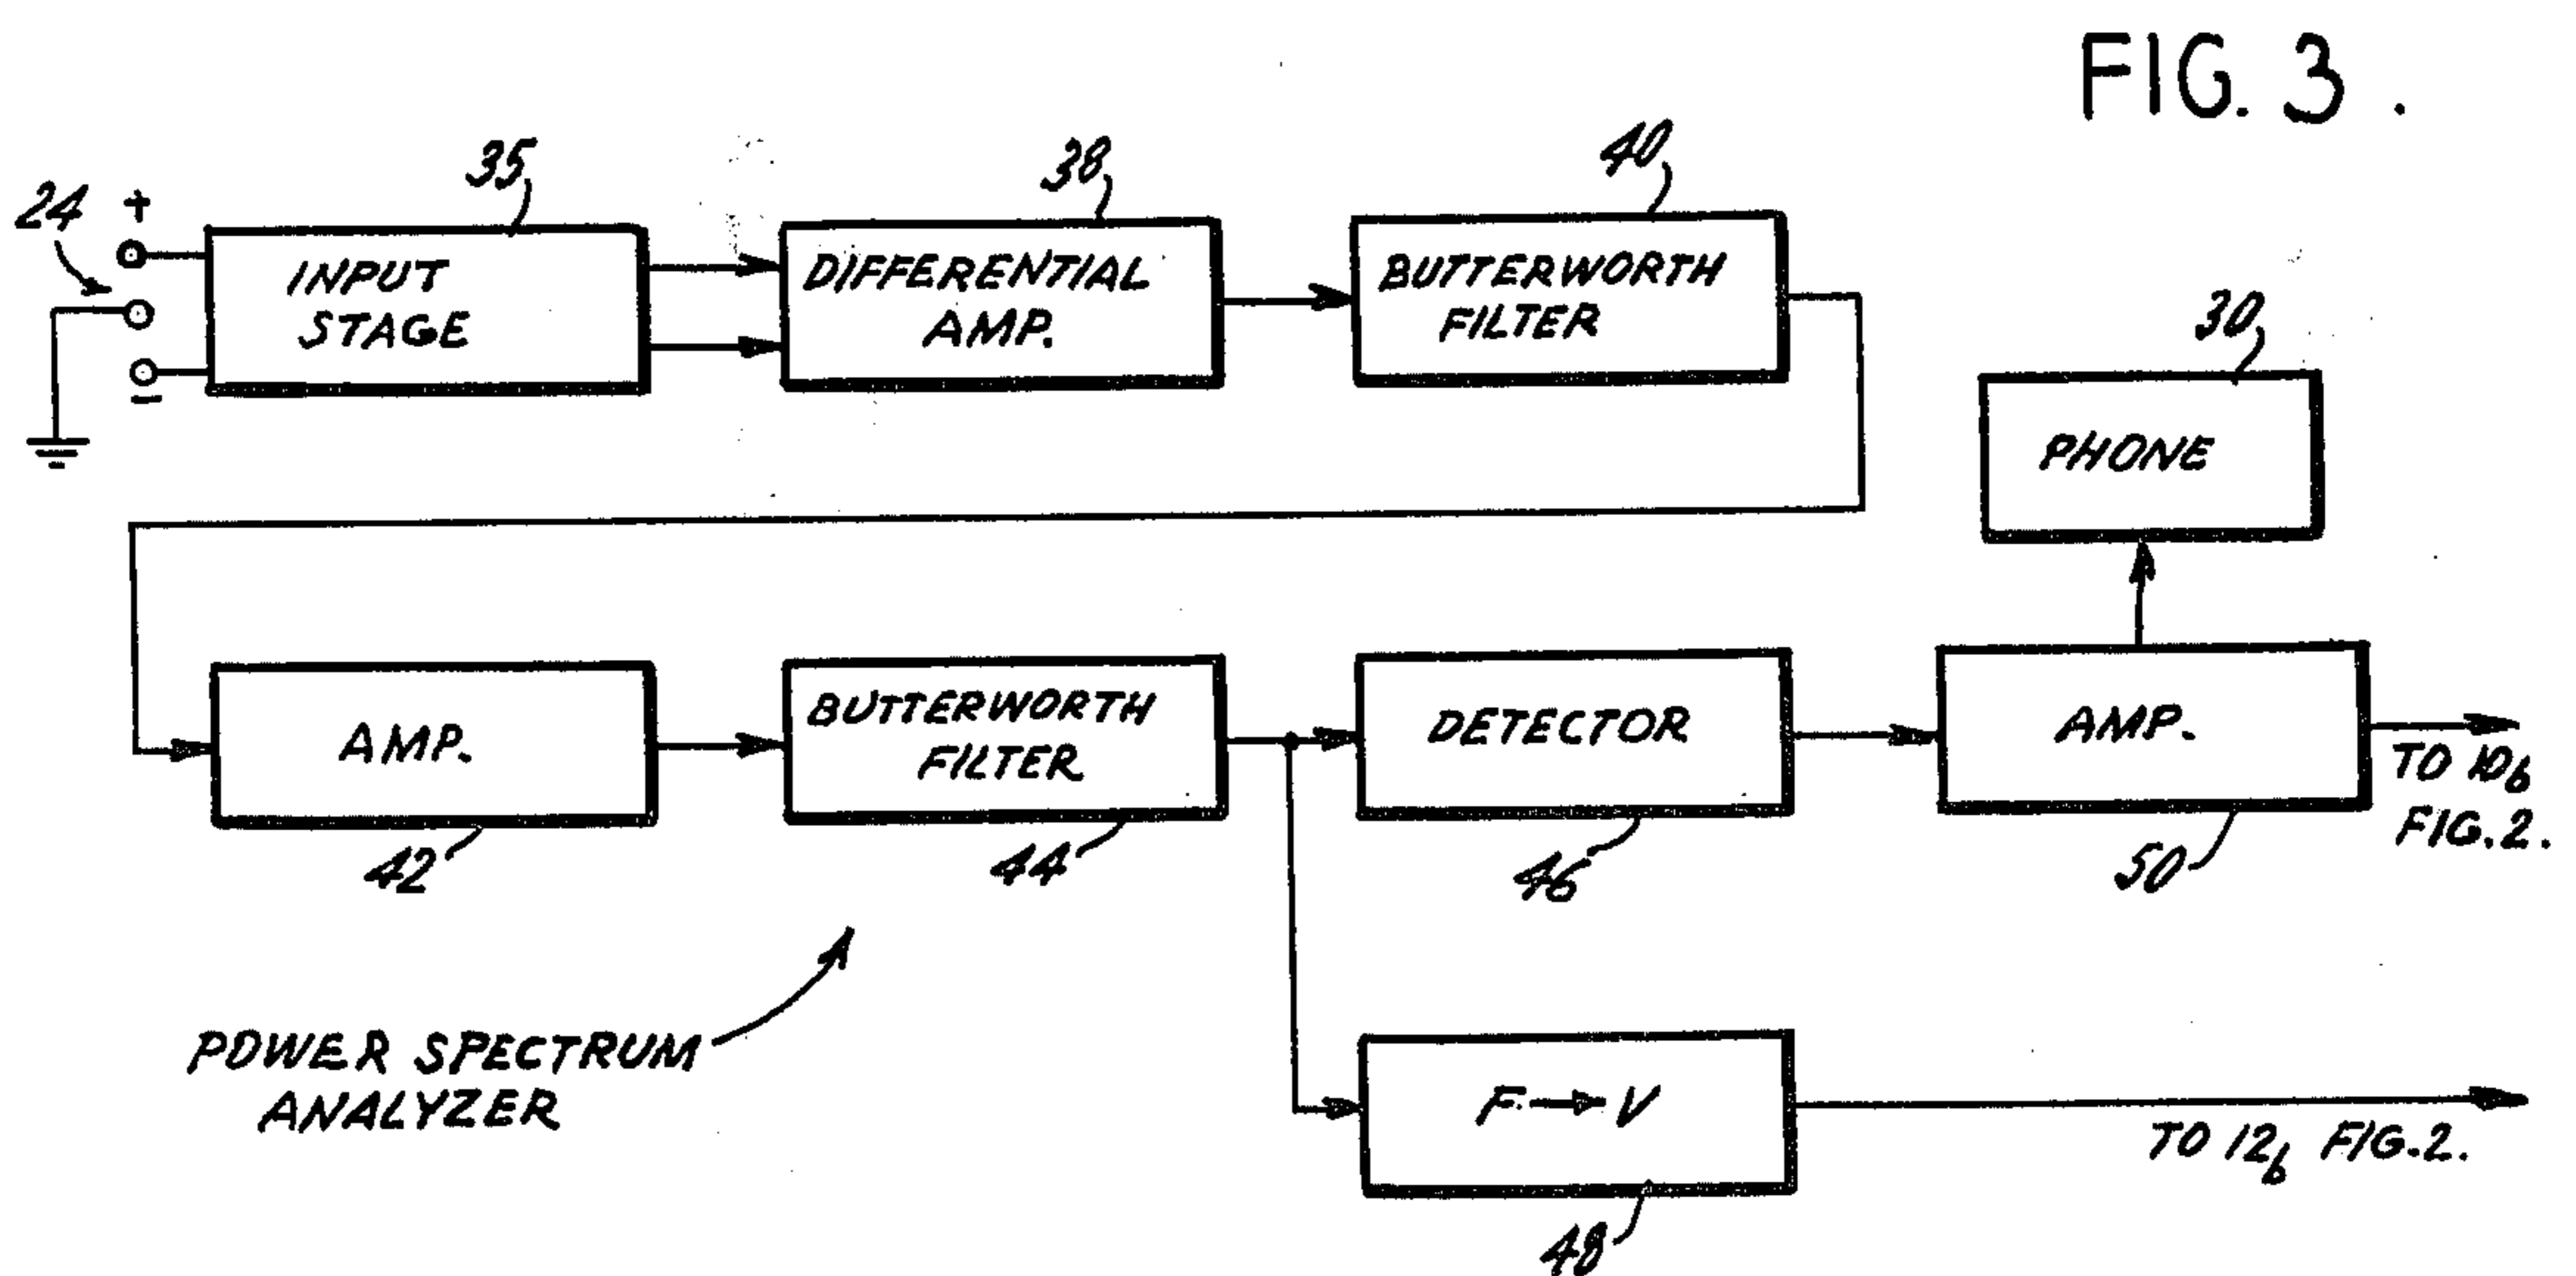 FIG. 3 .
35
38
40
24
+
INPUT
STAGE
DIFFERENTIAL
AMP.
BUTTERWORTH
FILTER
30
−
PHONE
AMP.
BUTTERWORTH
FILTER
DETECTOR
AMP.
TO 10b
FIG.2.
42
44
46
50
POWER SPECTRUM
ANALYZER
F → V
TO 12b FIG.2.
48